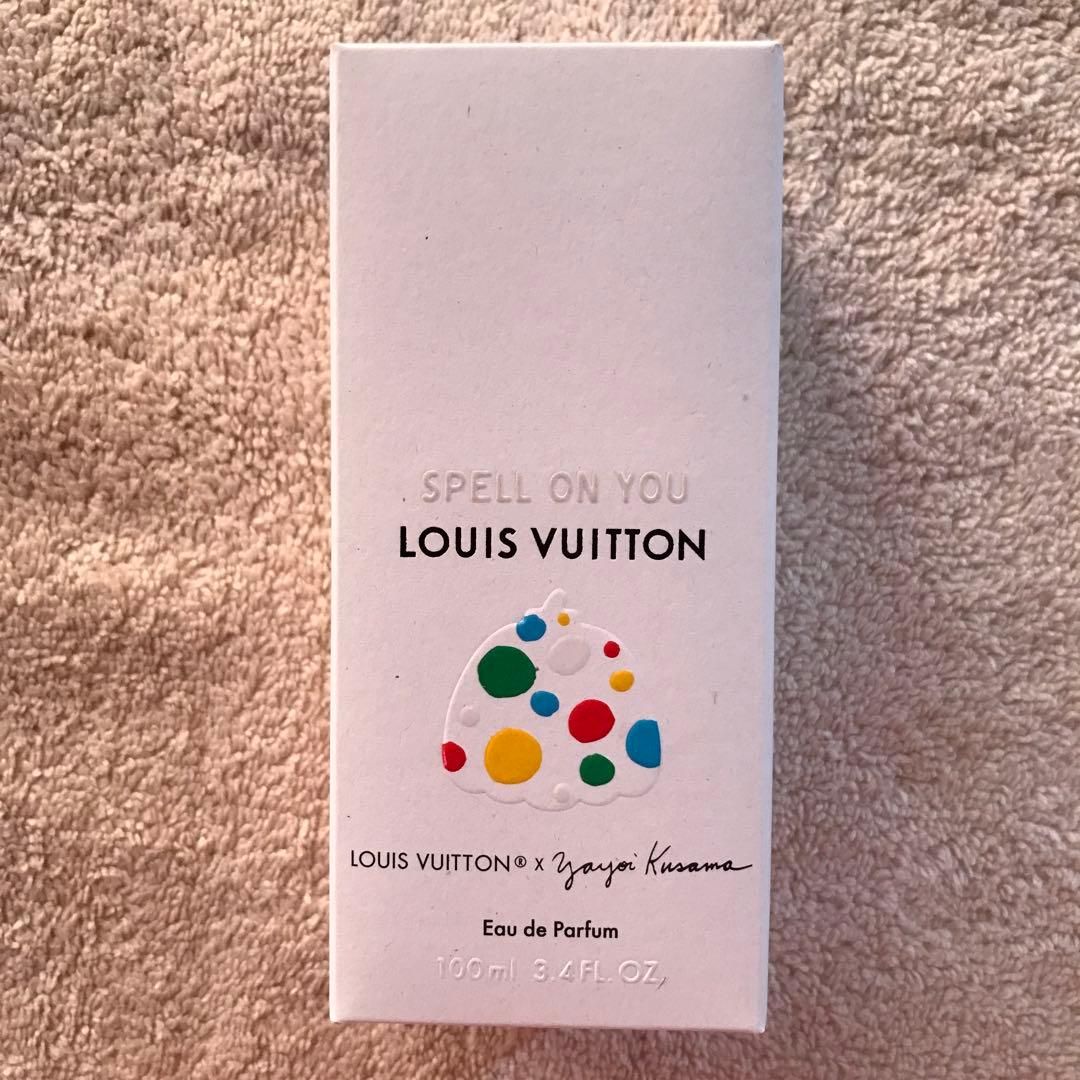 SPELL ON YOU
LOUIS VUITTON
LOUIS VUITTON® x Yayoi Kusama
Eau de Parfum
100ml 3.4FL. OZ.